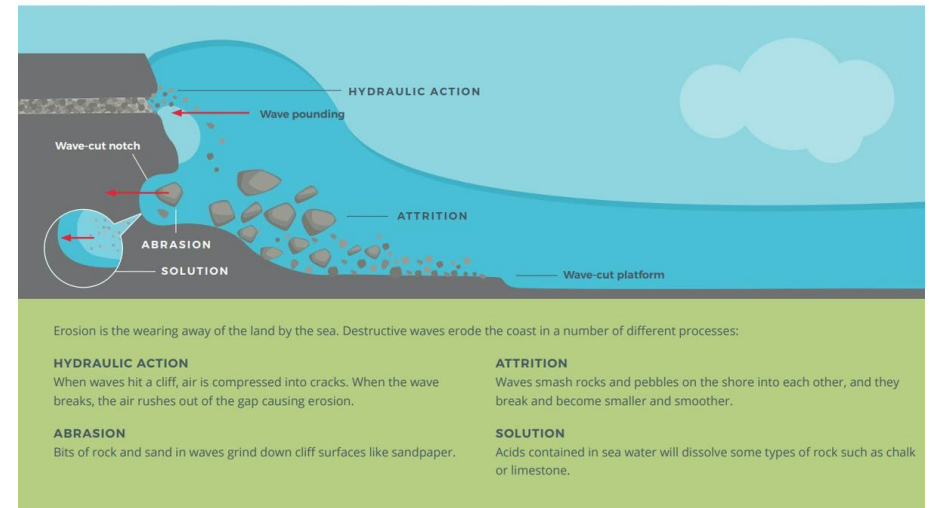 HYDRAULIC ACTION
Wave pounding
Wave-cut notch
ATTRITION
ABRASION
SOLUTION
Wave-cut platform
Erosion is the wearing away of the land by the sea. Destructive waves erode the coast in a number of different processes:
HYDRAULIC ACTION
When waves hit a cliff, air is compressed into cracks. When the wave
breaks, the air rushes out of the gap causing erosion.
ABRASION
Bits of rock and sand in waves grind down cliff surfaces like sandpaper.
ATTRITION
Waves smash rocks and pebbles on the shore into each other, and they
break and become smaller and smoother.
SOLUTION
Acids contained in sea water will dissolve some types of rock such as chalk
or limestone.